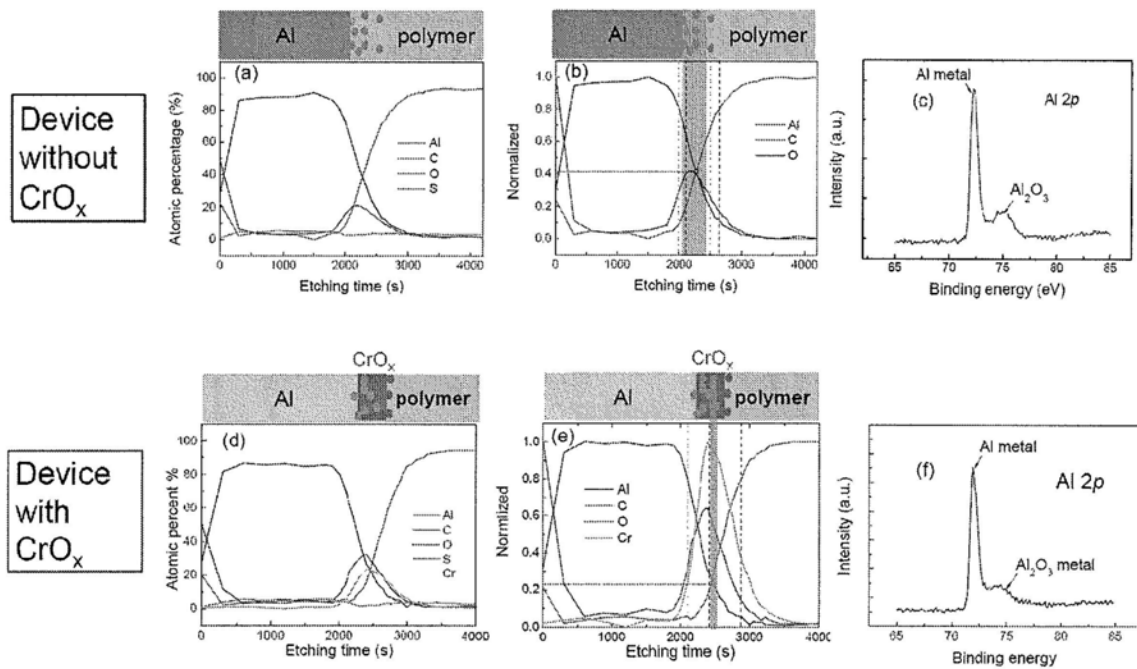 Device
without
CrOx
Al
polymer
(a)
Atomic percentage (%)
100
80
60
40
20
0
Al
C
O
S
0
1000
2000
3000
4000
Etching time (s)
Al
polymer
(b)
Normalized
1.0
0.8
0.6
0.4
0.2
0.0
Al
C
O
0
1000
2000
3000
4000
Etching time (s)
Al metal
(c)
Al 2p
Al2O3
Intensity (a.u.)
65
70
75
80
85
Binding energy (eV)
Device
with
CrOx
CrOx
Al
polymer
(d)
Atomic percent %
100
80
60
40
20
0
Al
C
O
S
Cr
0
1000
2000
3000
4000
Etching time (s)
CrOx
Al
polymer
(e)
Normlized
1.0
0.8
0.6
0.4
0.2
0.0
Al
C
O
Cr
0
1000
2000
3000
4000
Etching time (s)
Al metal
(f)
Al 2p
Al2O3 metal
Intensity (a.u.)
65
70
75
80
Binding energy